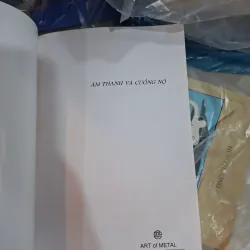 ÂM THANH VÀ CUỒNG NỘ
ART of METAL